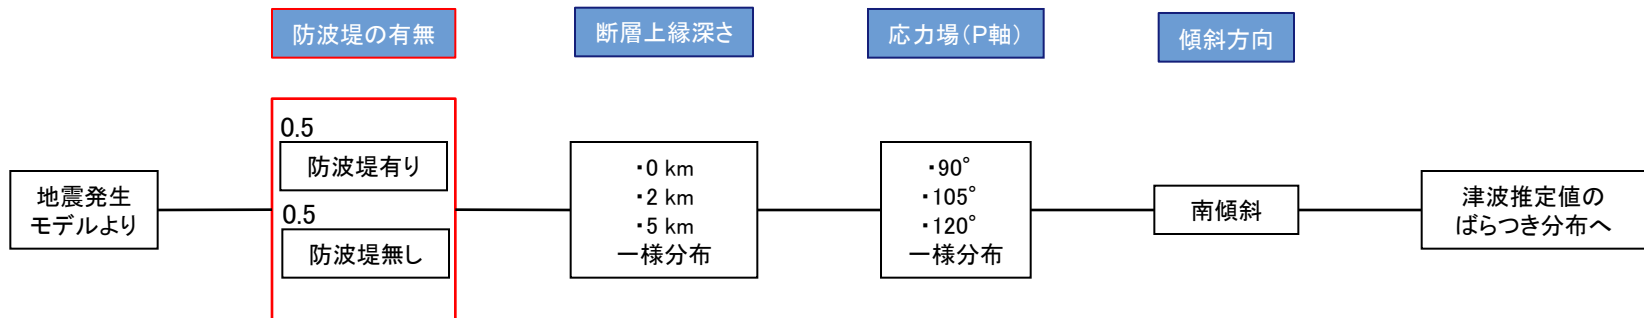 防波堤の有無
断層上縁深さ
応力場(P軸)
傾斜方向
地震発生
モデルより
0.5
防波堤有り
0.5
防波堤無し
・0 km
・2 km
・5 km
一様分布
・90°
・105°
・120°
一様分布
南傾斜
津波推定値の
ばらつき分布へ